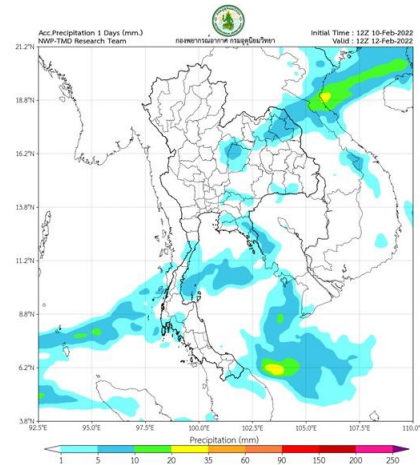 Acc.Precipitation 1 Days (mm.)
NWP-TMD Research Team
กองพยากรณ์อากาศ กรมอุตุนิยมวิทยา
Initial Time : 12Z 10-Feb-2022
Valid : 12Z 12-Feb-2022
21.2°N
18.8°N
16.2°N
13.8°N
11.2°N
8.8°N
6.2°N
3.8°N
92.5°E 95.0°E 97.5°E 100.0°E 102.5°E 105.0°E 107.5°E 110.0°E
Precipitation (mm)
1 5 10 20 35 60 90 150 200 250